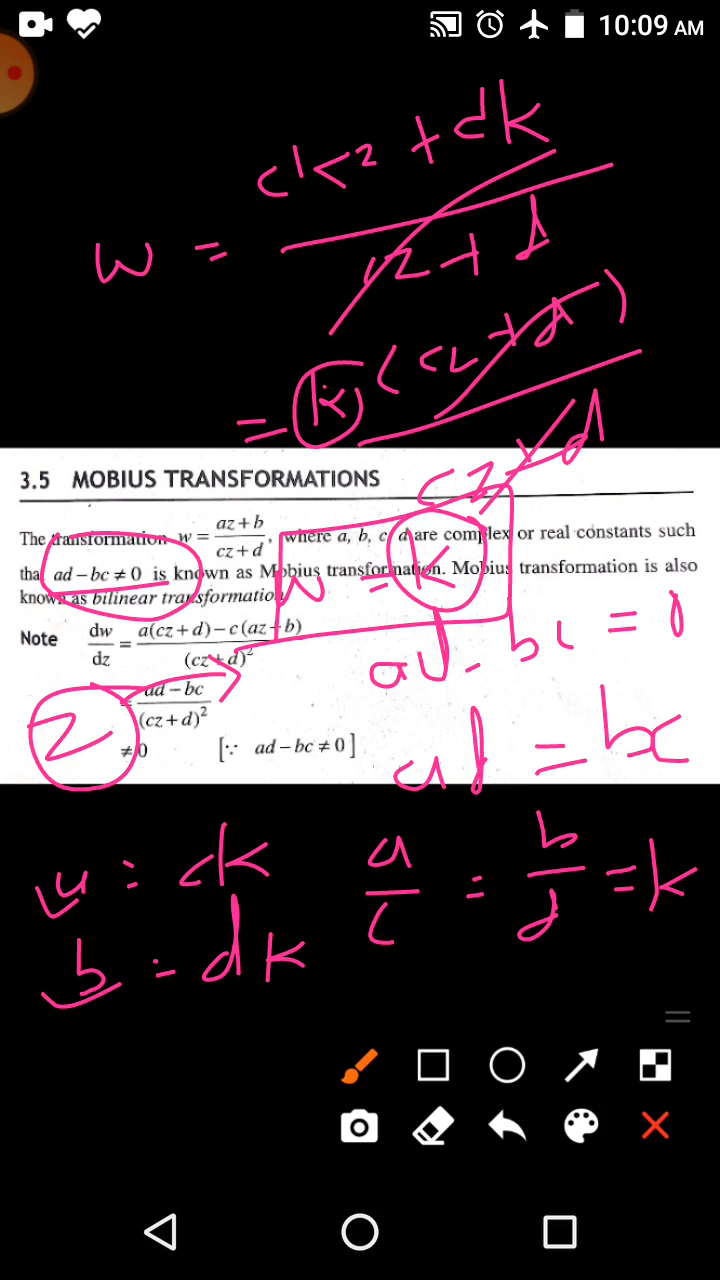 10:09 AM
w = ckz + dk
cz + d
= k (cz + d)
cz + d
3.5 MOBIUS TRANSFORMATIONS
The transformation w = az + b / cz + d, where a, b, c, d are complex or real constants such
that ad – bc ≠ 0 is known as Mobius transformation. Mobius transformation is also
known as bilinear transformation
w = k
Note dw/dz = a(cz + d) – c(az + b) / (cz + d)²
= ad – bc / (cz + d)²
≠ 0 [∵ ad – bc ≠ 0]
z
ad - bc = 0
ad = bc
a = ck
b = dk
a/c = b/d = k